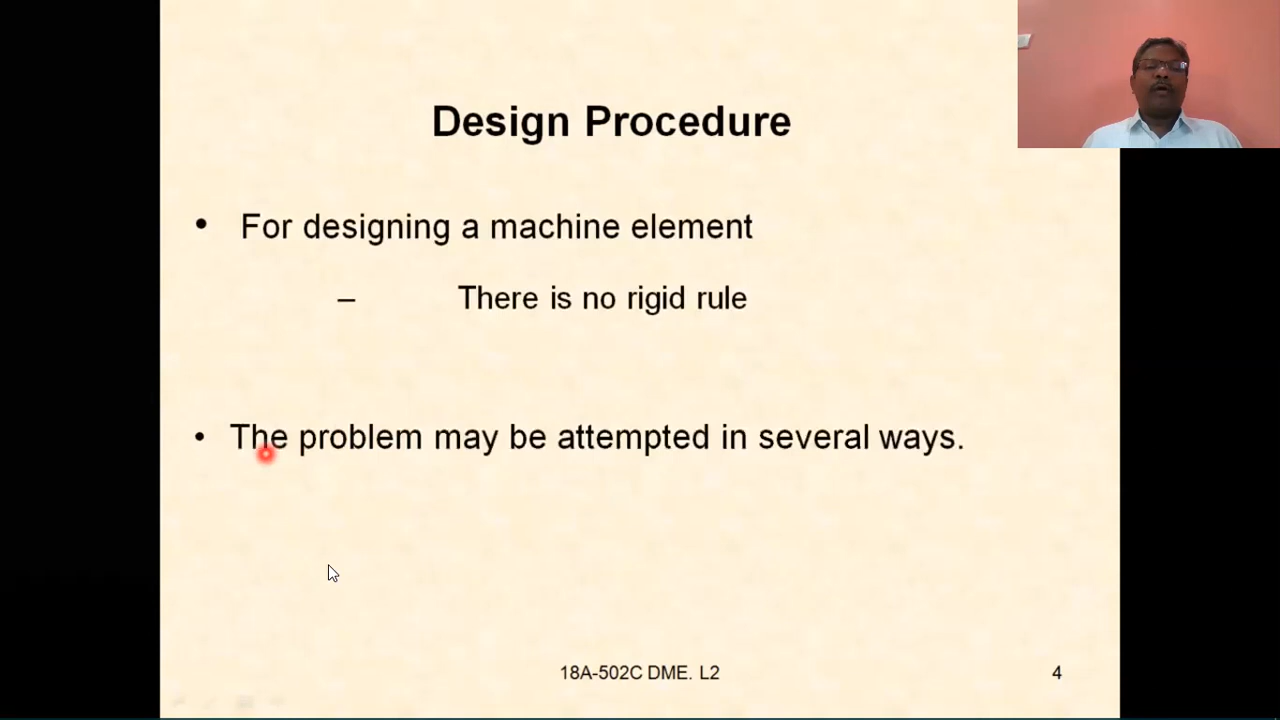 Design Procedure
• For designing a machine element
– There is no rigid rule
• The problem may be attempted in several ways.
18A-502C DME. L2
4